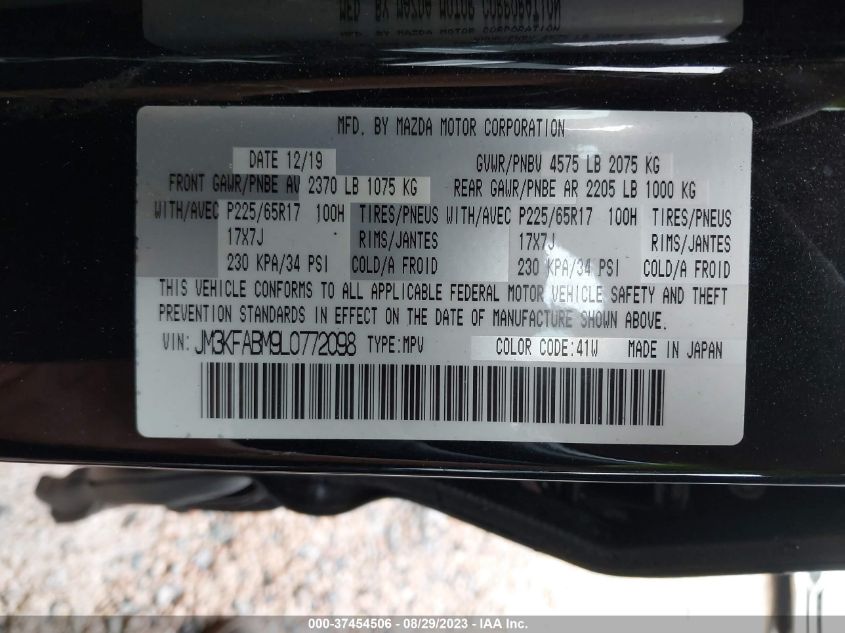 MFD. BY MAZDA MOTOR CORPORATION
MFD. BY MAZDA MOTOR CORPORATION
DATE 12/19 GVWR/PNBV 4575 LB 2075 KG
FRONT GAWR/PNBE AV 2370 LB 1075 KG REAR GAWR/PNBE AR 2205 LB 1000 KG
WITH/AVEC P225/65R17 100H TIRES/PNEUS WITH/AVEC P225/65R17 100H TIRES/PNEUS
17X7J RIMS/JANTES 17X7J RIMS/JANTES
230 KPA/34 PSI COLD/A FROID 230 KPA/34 PSI COLD/A FROID
THIS VEHICLE CONFORMS TO ALL APPLICABLE FEDERAL MOTOR VEHICLE SAFETY AND THEFT
PREVENTION STANDARDS IN EFFECT ON THE DATE OF MANUFACTURE SHOWN ABOVE.
VIN: JM3KFABM9L0772098 TYPE:MPV COLOR CODE:41W MADE IN JAPAN
000-37454506 - 08/29/2023 - IAA Inc.